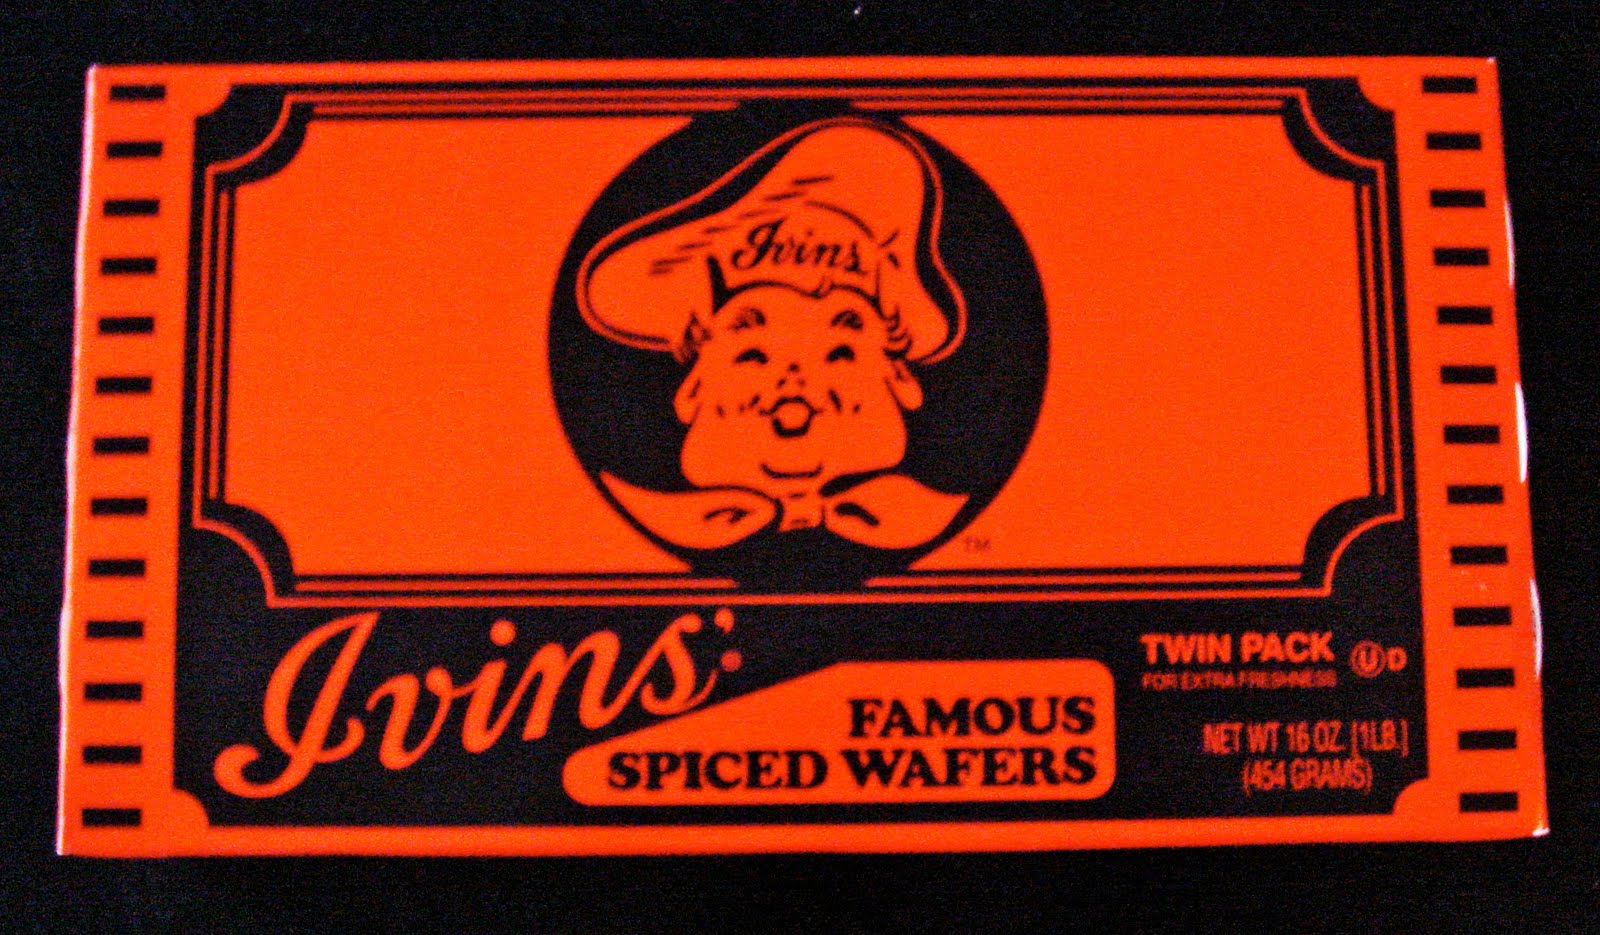 Ivins
TM
Ivins'®
FAMOUS
SPICED WAFERS
TWIN PACK
FOR EXTRA FRESHNESS
U D
NET WT 16 OZ. [1LB.]
(454 GRAMS)